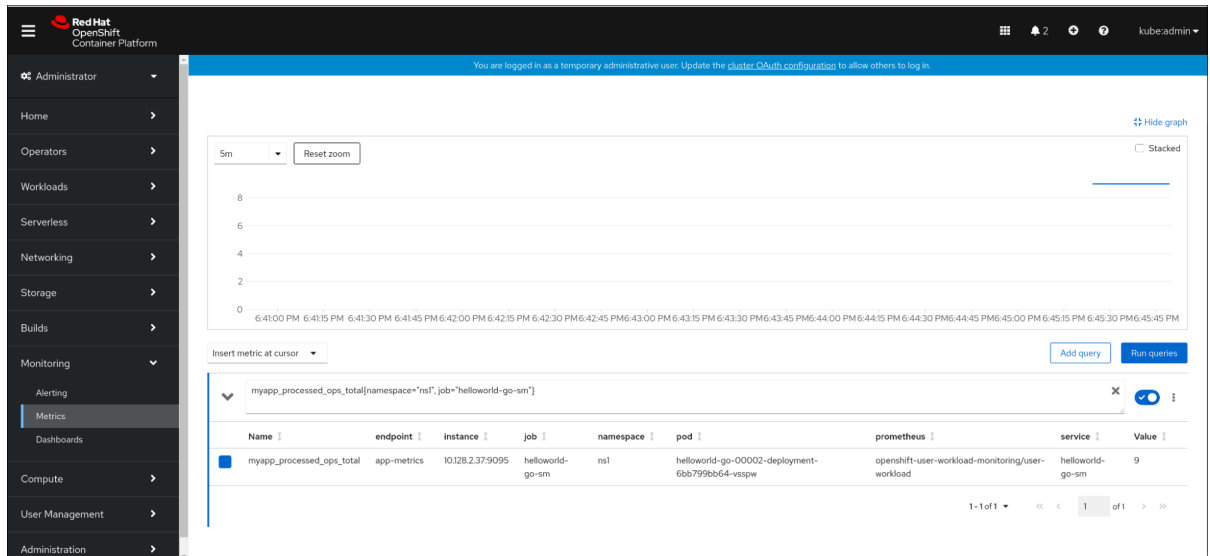 Red Hat
OpenShift
Container Platform
2
kube:admin
Administrator
You are logged in as a temporary administrative user. Update the cluster OAuth configuration to allow others to log in.
Home
Operators
Workloads
Serverless
Networking
Storage
Builds
Monitoring
Alerting
Metrics
Dashboards
Compute
User Management
Administration
Hide graph
5m
Reset zoom
Stacked
8
6
4
2
0
6:41:00 PM 6:41:15 PM 6:41:30 PM 6:41:45 PM 6:42:00 PM 6:42:15 PM 6:42:30 PM 6:42:45 PM 6:43:00 PM 6:43:15 PM 6:43:30 PM 6:43:45 PM 6:44:00 PM 6:44:15 PM 6:44:30 PM 6:44:45 PM 6:45:00 PM 6:45:15 PM 6:45:30 PM 6:45:45 PM
Insert metric at cursor
Add query
Run queries
myapp_processed_ops_total{namespace="ns1", job="helloworld-go-sm"}
Name endpoint instance job namespace pod prometheus service Value
myapp_processed_ops_total app-metrics 10.128.2.37:9095 helloworld- ns1 helloworld-go-00002-deployment- openshift-user-workload-monitoring/user- helloworld- 9
go-sm 6bb799bb64-vsspw workload go-sm
1 - 1 of 1 << < 1 of 1 > >>